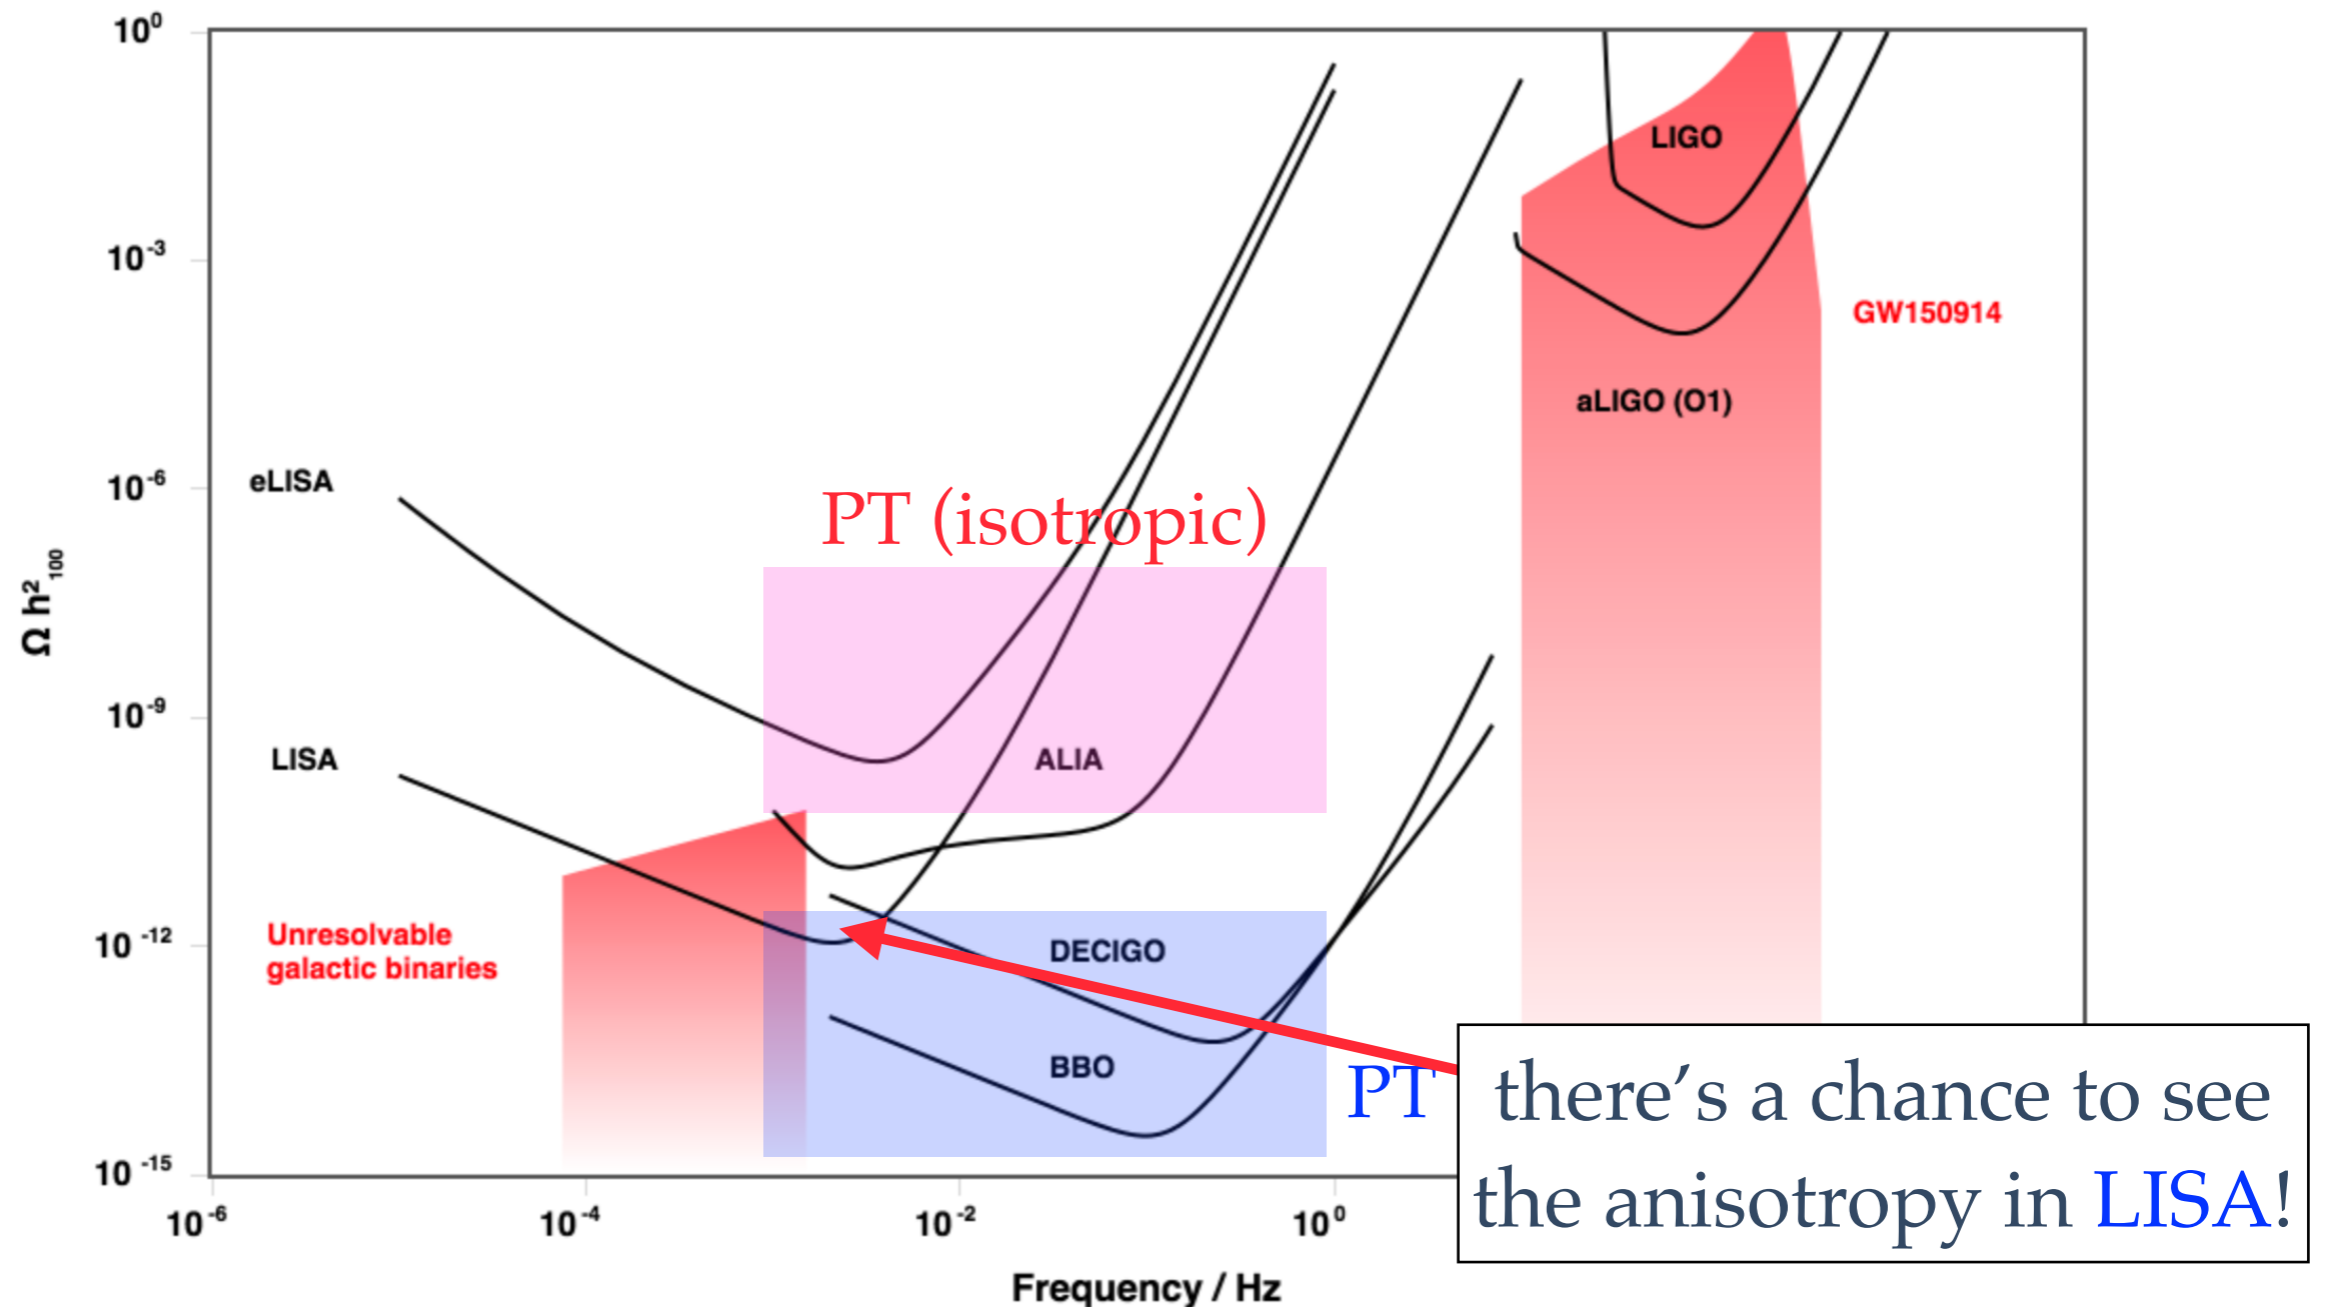 10⁰
LIGO
10⁻³
GW150914
aLIGO (O1)
eLISA
10⁻⁶
PT (isotropic)
Ω h²₁₀₀
10⁻⁹
LISA
ALIA
Unresolvable
galactic binaries
10⁻¹²
DECIGO
BBO
PT
there’s a chance to see
the anisotropy in LISA!
10⁻¹⁵
10⁻⁶ 10⁻⁴ 10⁻² 10⁰
Frequency / Hz